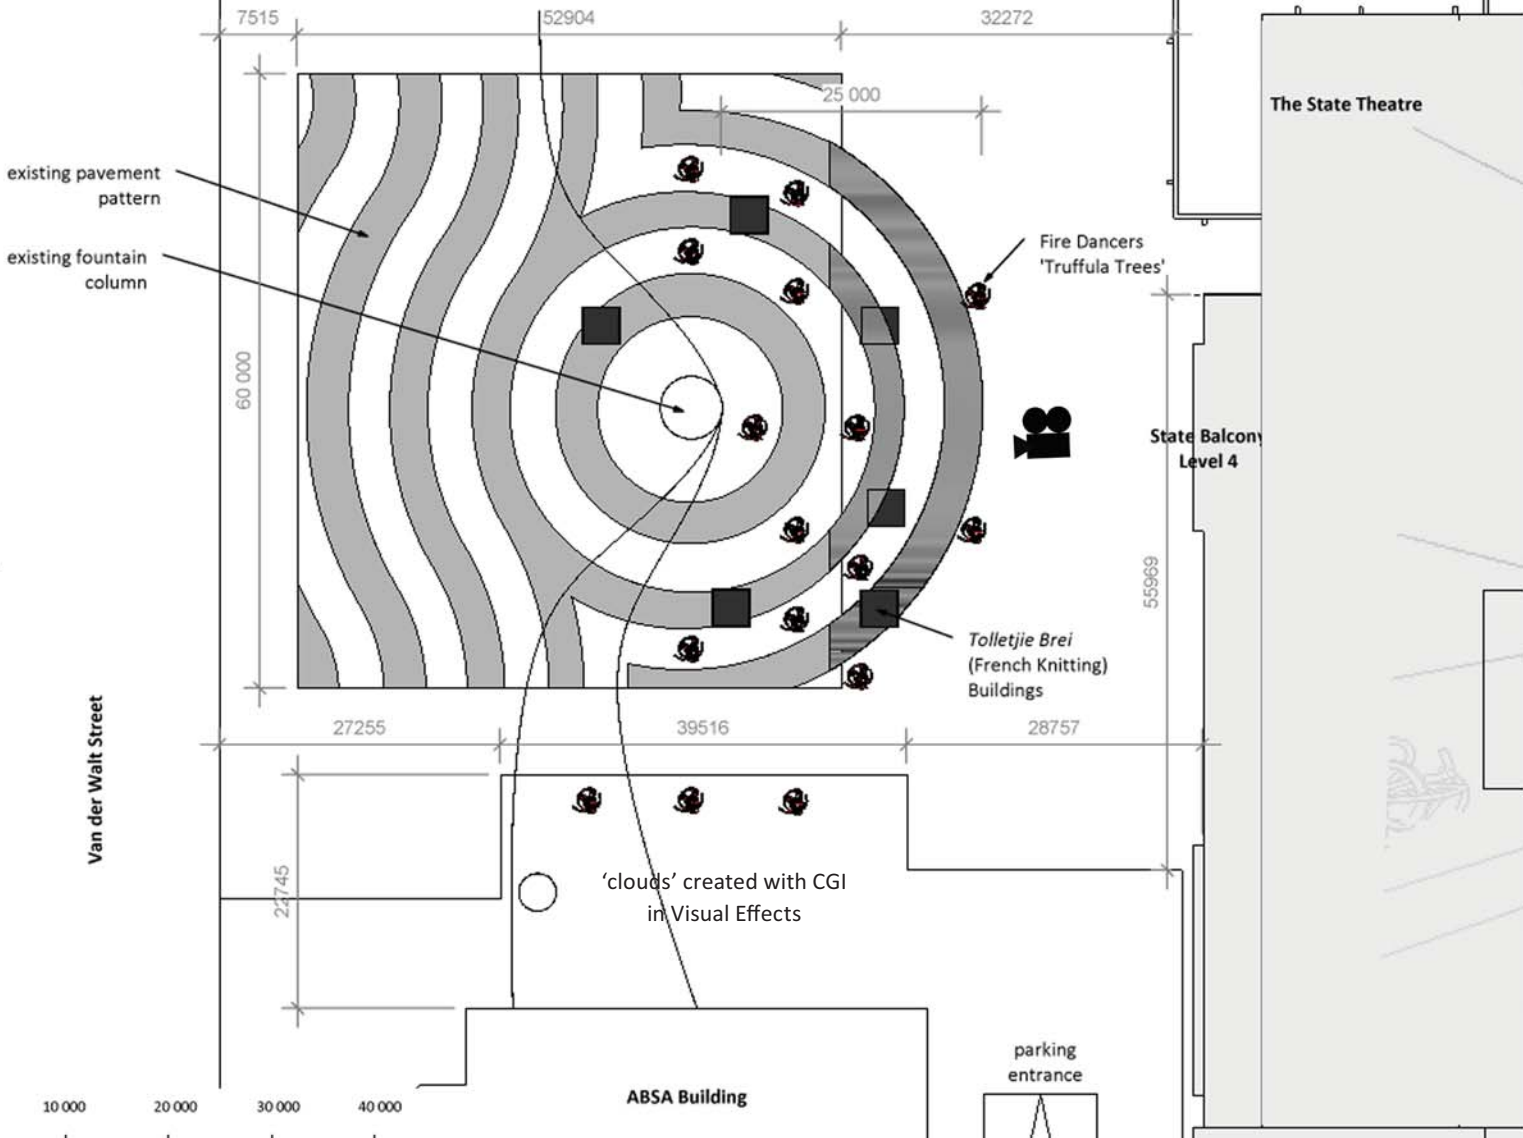 7515
52904
32272
25 000
The State Theatre
existing pavement
pattern
existing fountain
column
Fire Dancers
'Truffula Trees'
60 000
State Balcony
Level 4
55969
Tolletjie Brei
(French Knitting)
Buildings
27255
39516
28757
Van der Walt Street
22745
‘clouds’ created with CGI
in Visual Effects
parking
entrance
ABSA Building
10 000
20 000
30 000
40 000